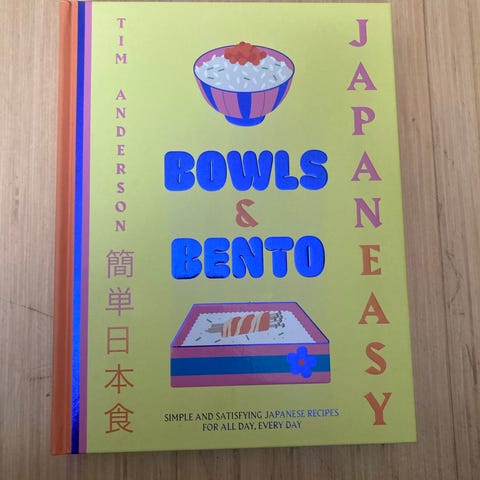 TIM ANDERSON
簡単日本食
BOWLS
&
BENTO
SIMPLE AND SATISFYING JAPANESE RECIPES
FOR ALL DAY, EVERY DAY
JAPANEASY